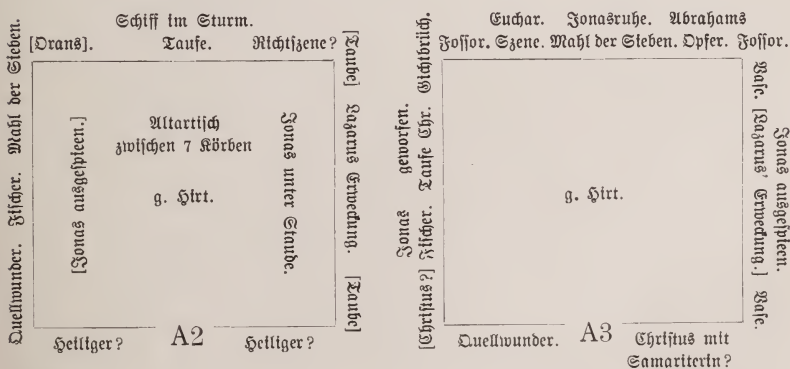 Schiff im Sturm.
[Orans]. Taufe. Richtszene?
Quellwunder. Fischer. Mahl der Sieben.
[Jonas ausgespieen.]
Altartisch
zwischen 7 Körben
g. Hirt.
Jonas unter Staude.
[Taube] Lazarus Erweckung. [Taube]
Heiliger? A2 Heiliger?
Euchar. Jonasruhe. Abrahams
Fossor. Szene. Mahl der Sieben. Opfer. Fossor.
Jonas geworfen.
[Christus?] Fischer. Taufe Chr. Gichtbrüch.
g. Hirt.
Jonas ausgespieen.
Vase. [Lazarus' Erweckung.] Vase.
Quellwunder. A3 Christus mit
Samariterin?